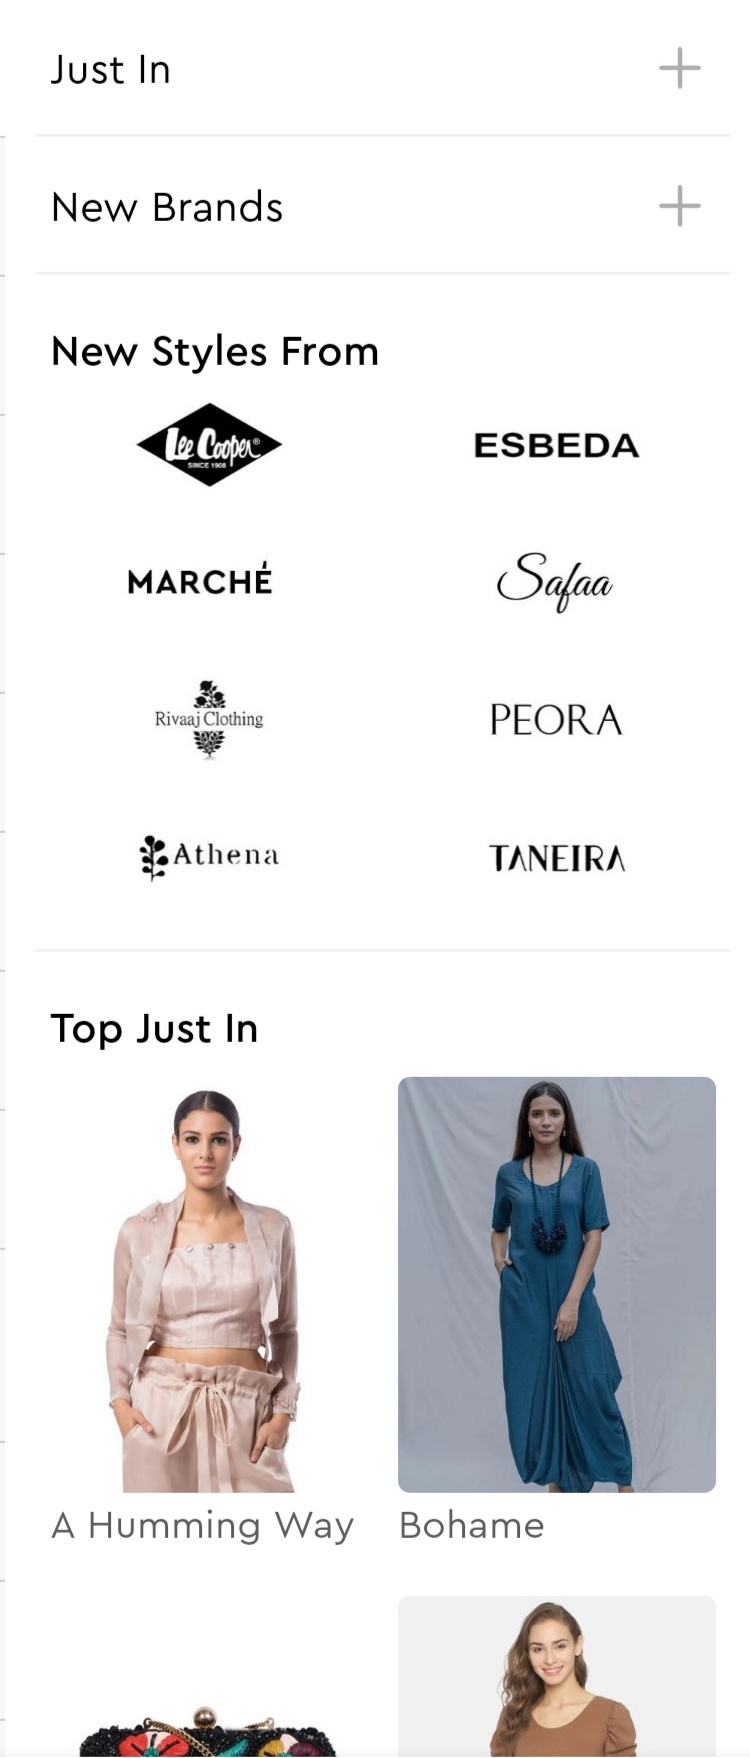 Just In
New Brands
New Styles From
Lee Cooper®
SINCE 1908
ESBEDA
MARCHÉ
Safaa
Rivaaj Clothing
PEORA
Athena
TANEIRA
Top Just In
A Humming Way
Bohame